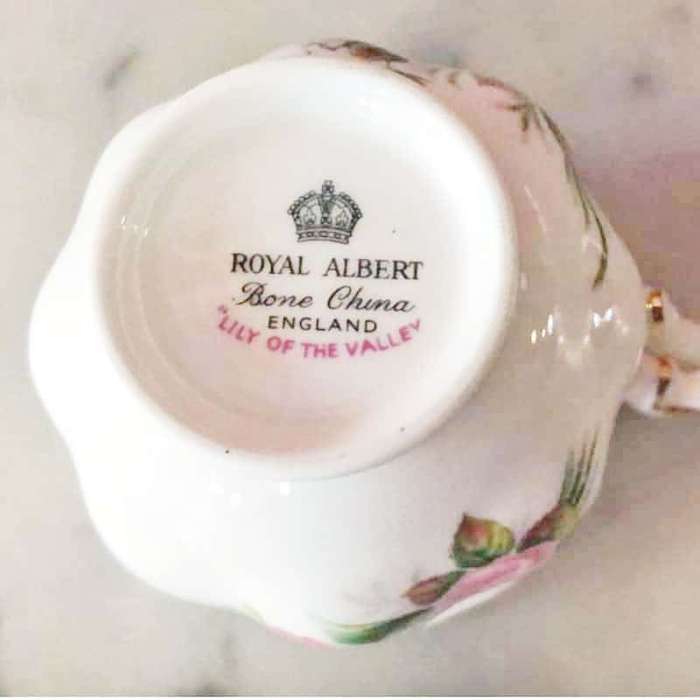 ROYAL ALBERT
Bone China
ENGLAND
"LILY OF THE VALLEY